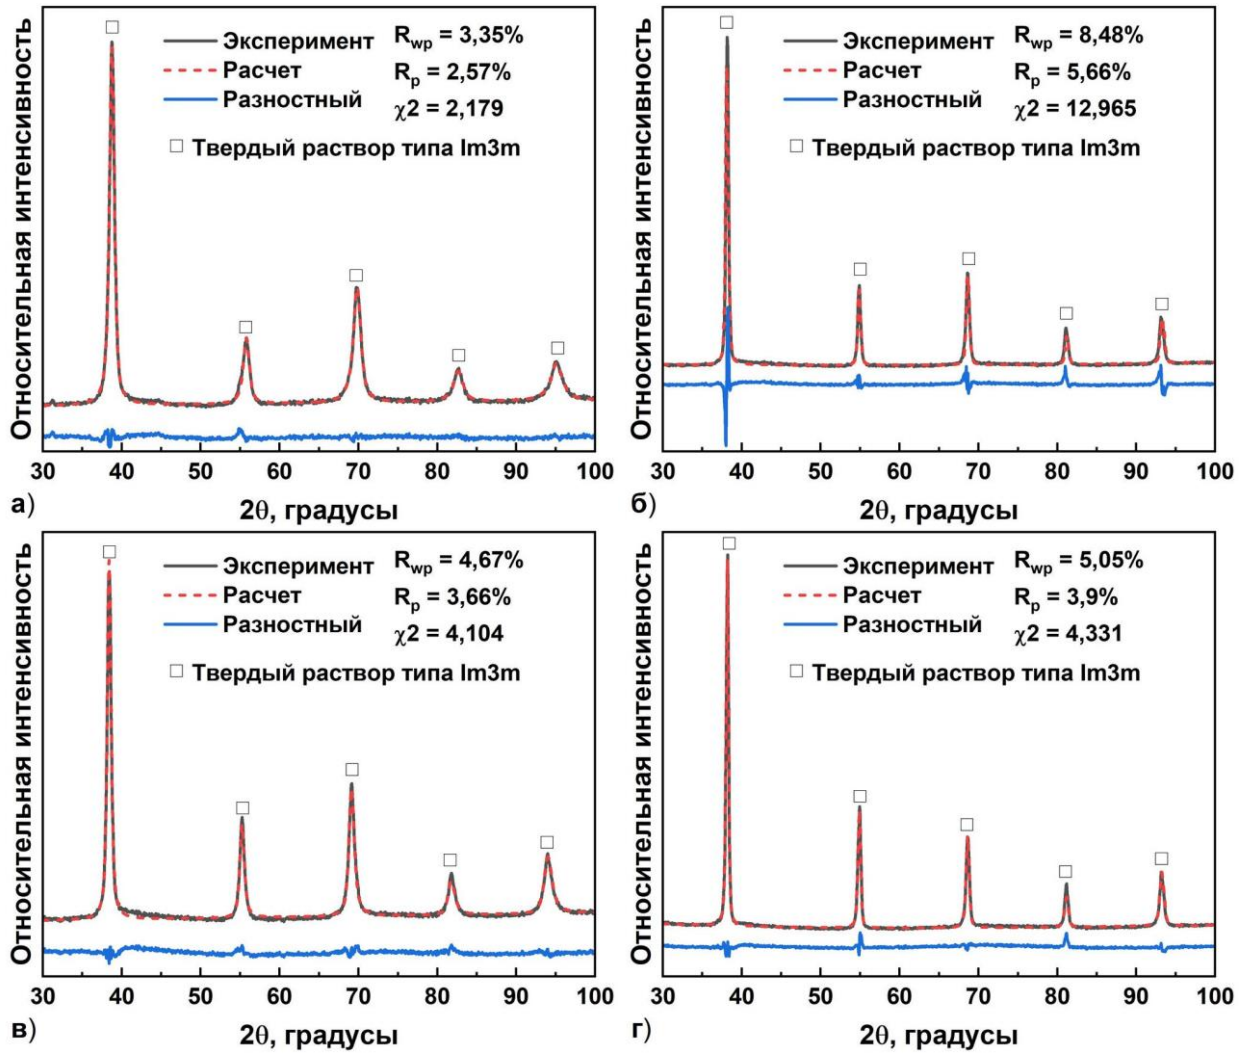 Относительная интенсивность
Эксперимент
Расчет
Разностный
Rwp = 3,35%
Rp = 2,57%
χ2 = 2,179
□ Твердый раствор типа Im3m
30 40 50 60 70 80 90 100
2θ, градусы
а)
Относительная интенсивность
Эксперимент
Расчет
Разностный
Rwp = 8,48%
Rp = 5,66%
χ2 = 12,965
□ Твердый раствор типа Im3m
30 40 50 60 70 80 90 100
2θ, градусы
б)
Относительная интенсивность
Эксперимент
Расчет
Разностный
Rwp = 4,67%
Rp = 3,66%
χ2 = 4,104
□ Твердый раствор типа Im3m
30 40 50 60 70 80 90 100
2θ, градусы
в)
Относительная интенсивность
Эксперимент
Расчет
Разностный
Rwp = 5,05%
Rp = 3,9%
χ2 = 4,331
□ Твердый раствор типа Im3m
30 40 50 60 70 80 90 100
2θ, градусы
г)